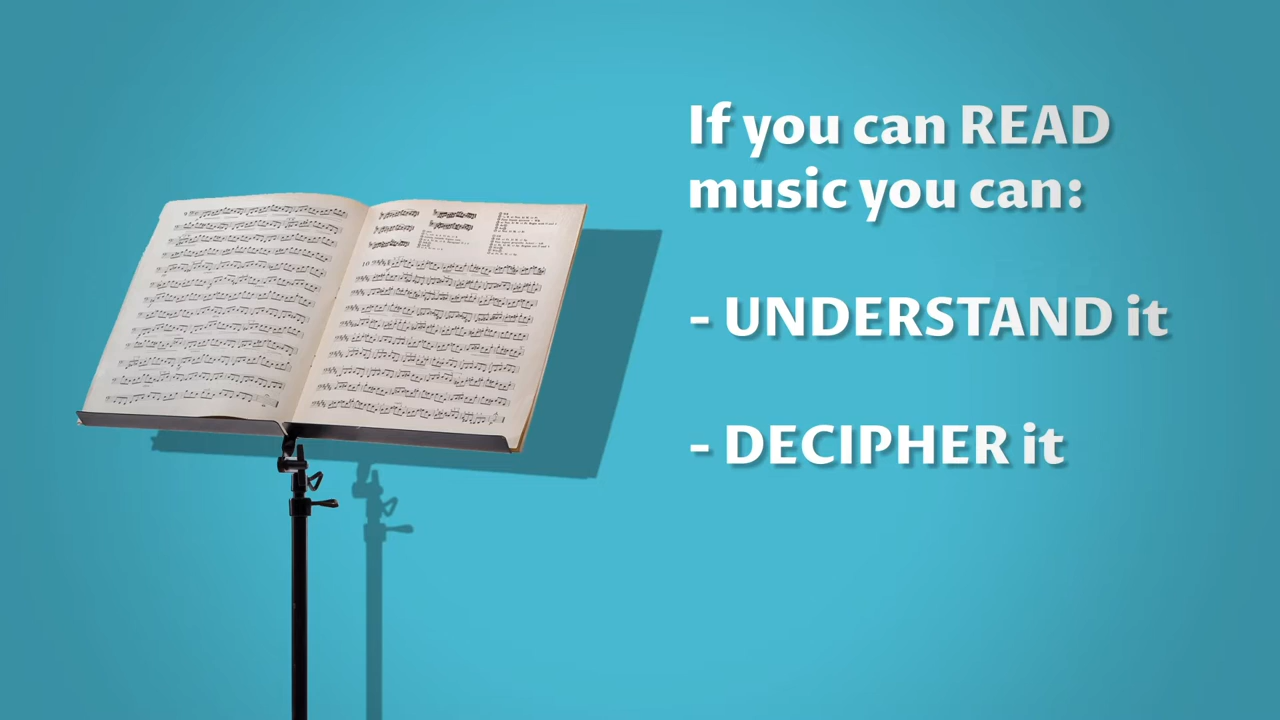 If you can READ
music you can:
- UNDERSTAND it
- DECIPHER it